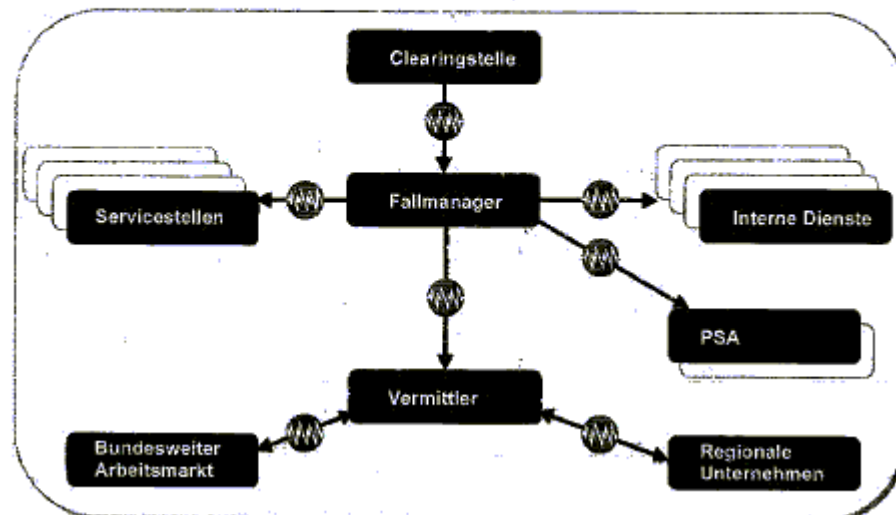 Clearingstelle
Servicestellen
Fallmanager
Interne Dienste
PSA
Vermittler
Bundesweiter
Arbeitsmarkt
Regionale
Unternehmen